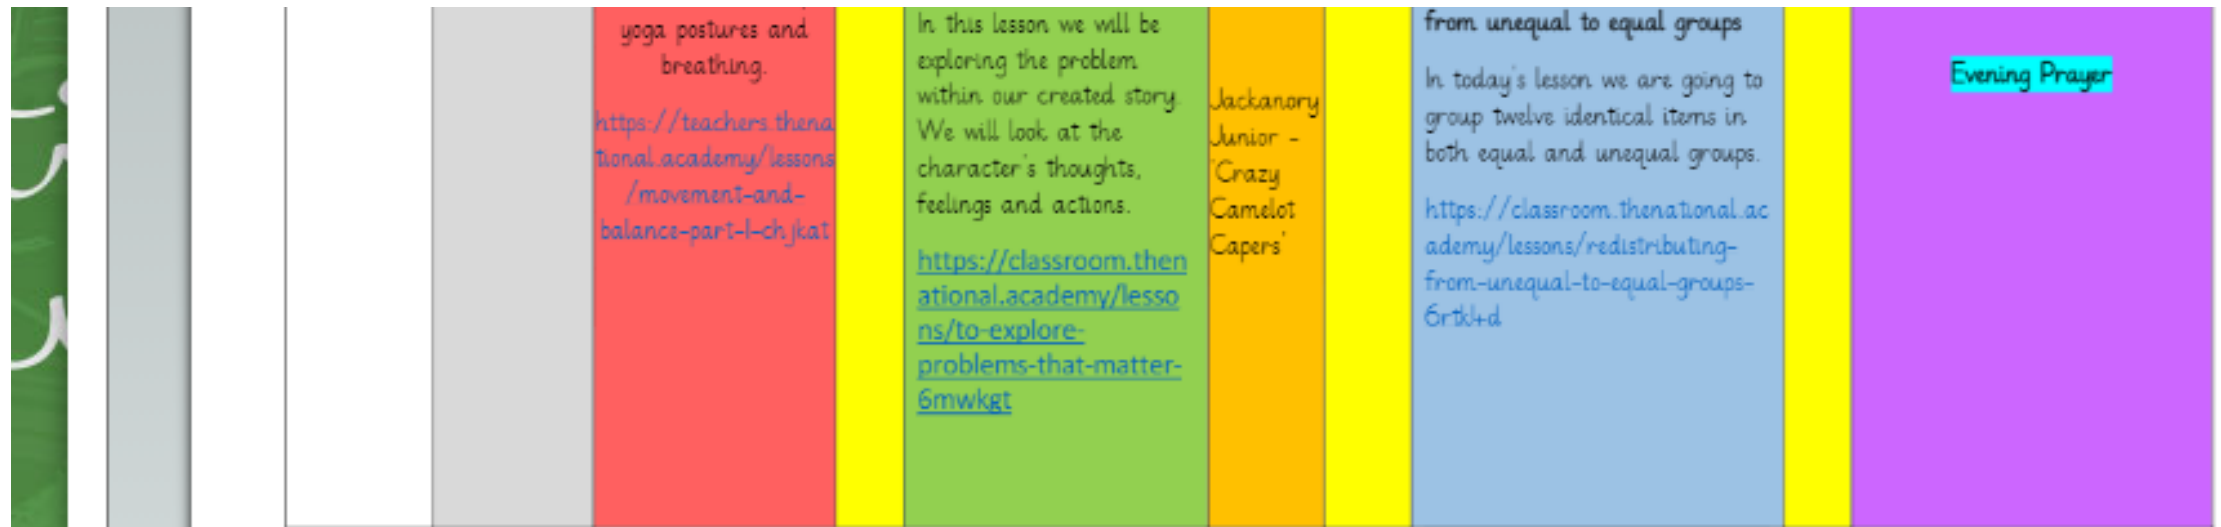 yoga postures and
breathing.
https://teachers.thena
tional.academy/lessons
/movement-and-
balance-part-1-chjkat
In this lesson we will be
exploring the problem
within our created story.
We will look at the
character's thoughts,
feelings and actions.
https://classroom.then
ational.academy/lesso
ns/to-explore-
problems-that-matter-
6mwkgt
Jackanory
Junior -
'Crazy
Camelot
Capers'
from unequal to equal groups
In today's lesson we are going to
group twelve identical items in
both equal and unequal groups.
https://classroom.thenational.ac
ademy/lessons/redistributing-
from-unequal-to-equal-groups-
6rtk4d
Evening Prayer